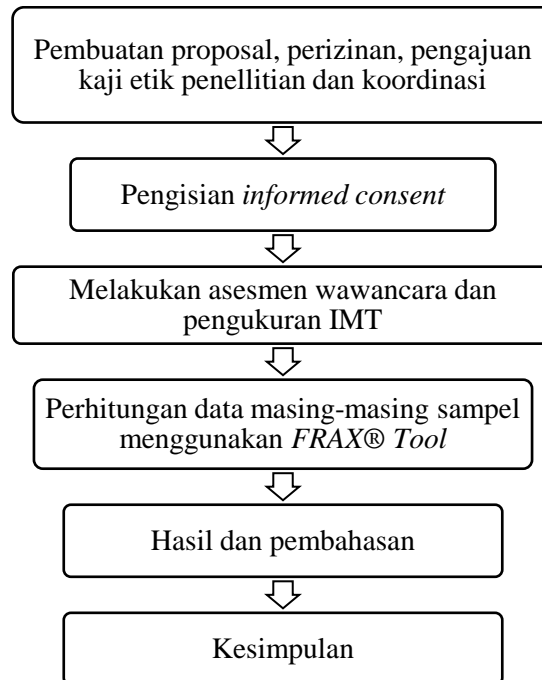 Pembuatan proposal, perizinan, pengajuan
kaji etik penellitian dan koordinasi
Pengisian informed consent
Melakukan asesmen wawancara dan
pengukuran IMT
Perhitungan data masing-masing sampel
menggunakan FRAX® Tool
Hasil dan pembahasan
Kesimpulan